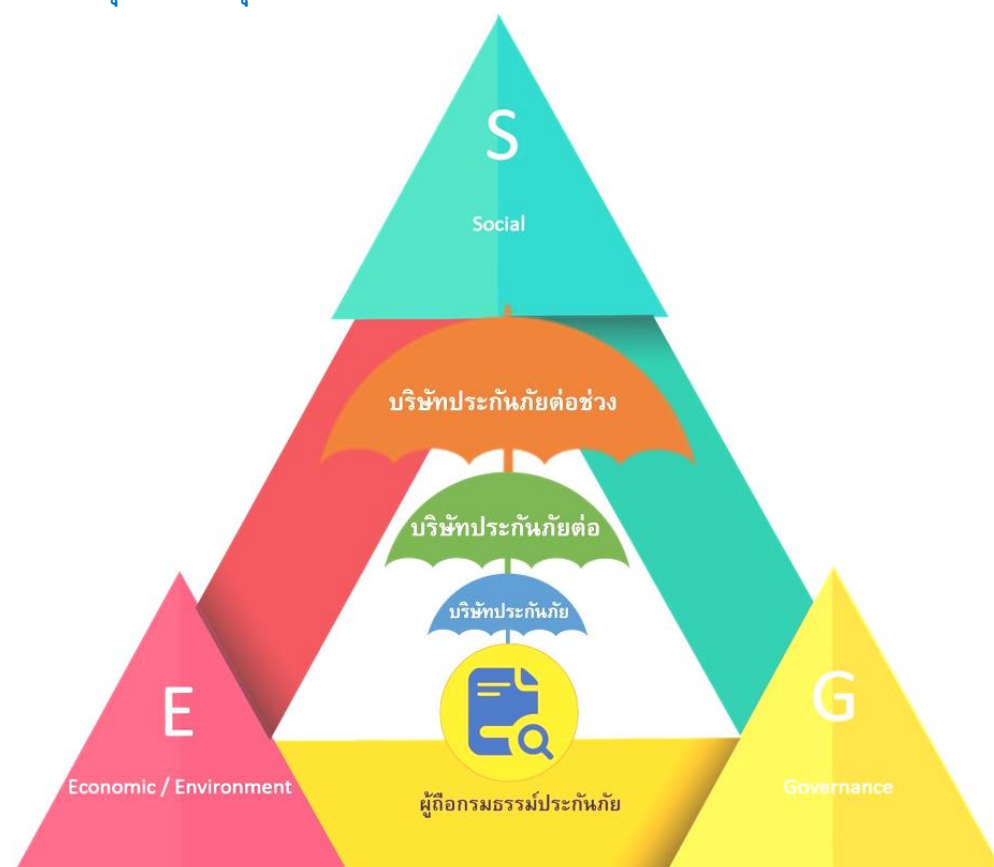 S
Social
บริษัทประกันภัยต่อช่วง
บริษัทประกันภัยต่อ
บริษัทประกันภัย
E
G
Economic / Environment
Governance
ผู้ถือกรมธรรม์ประกันภัย